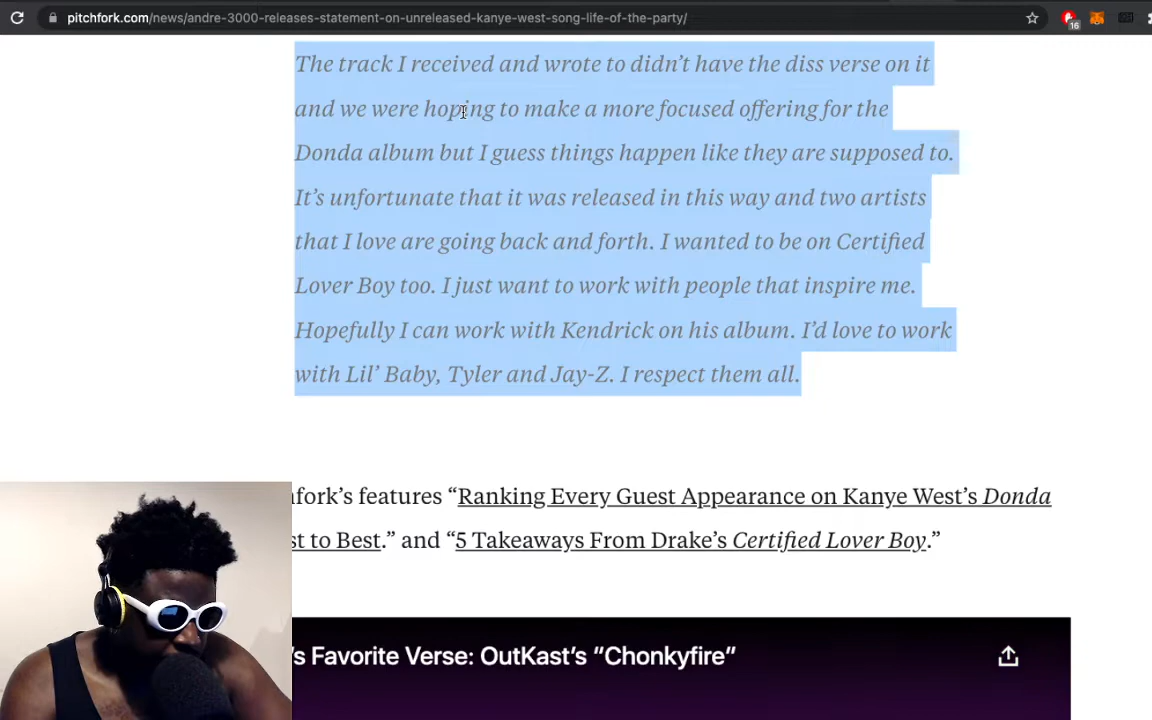 pitchfork.com/news/andre-3000-releases-statement-on-unreleased-kanye-west-song-life-of-the-party/
16
The track I received and wrote to didn’t have the diss verse on it
and we were hoping to make a more focused offering for the
Donda album but I guess things happen like they are supposed to.
It’s unfortunate that it was released in this way and two artists
that I love are going back and forth. I wanted to be on Certified
Lover Boy too. I just want to work with people that inspire me.
Hopefully I can work with Kendrick on his album. I’d love to work
with Lil’ Baby, Tyler and Jay-Z. I respect them all.
hfork’s features “Ranking Every Guest Appearance on Kanye West’s Donda
st to Best.” and “5 Takeaways From Drake’s Certified Lover Boy.”
’s Favorite Verse: OutKast’s “Chonkyfire”